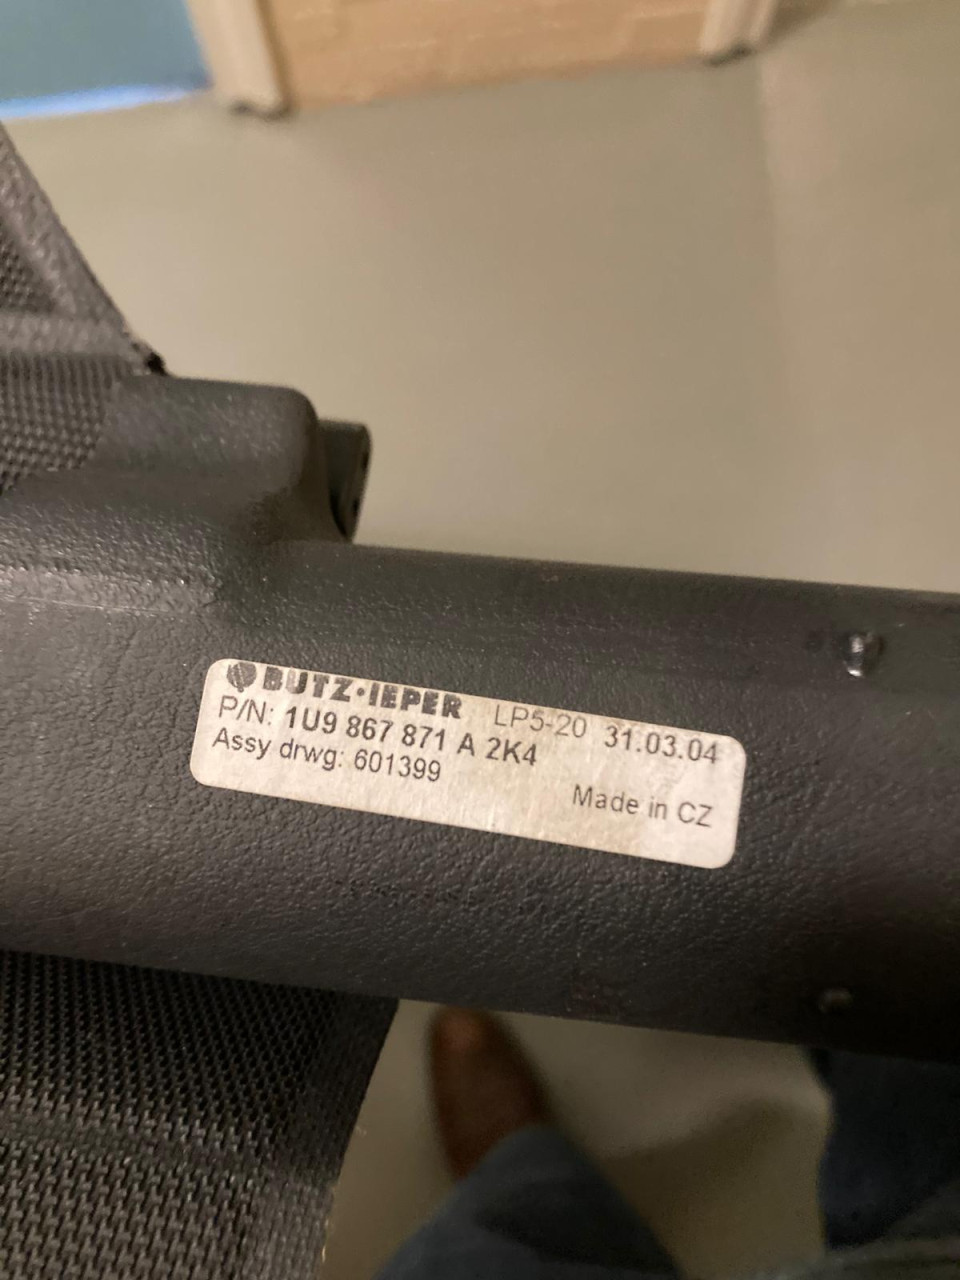 BUTZ·IEPER LP5-20 31.03.04
P/N: 1U9 867 871 A 2K4
Assy drwg: 601399
Made in CZ